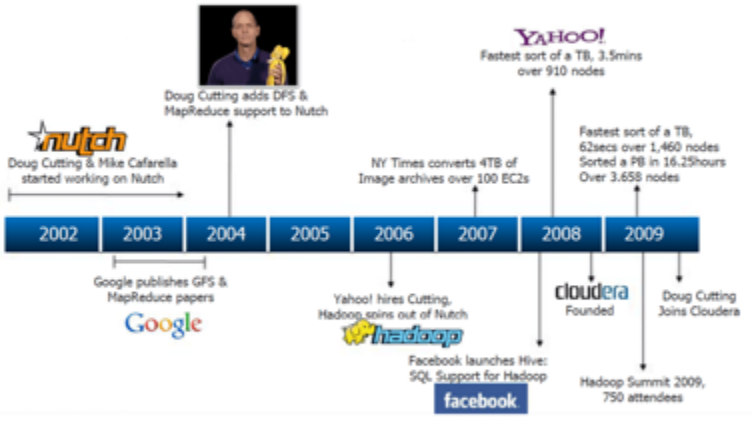 YAHOO!
Fastest sort of a TB, 3.5mins
over 910 nodes
Doug Cutting adds DFS &
MapReduce support to Nutch
nutch
Doug Cutting & Mike Cafarella
started working on Nutch
NY Times converts 4TB of
Image archives over 100 EC2s
Fastest sort of a TB,
62secs over 1,460 nodes
Sorted a PB in 16.25hours
Over 3.658 nodes
2002
2003
2004
2005
2006
2007
2008
2009
Google publishes GFS &
MapReduce papers
Google
Yahoo! hires Cutting,
Hadoop spins out of Nutch
hadoop
Facebook launches Hive:
SQL Support for Hadoop
facebook
cloudera
Founded
Doug Cutting
Joins Cloudera
Hadoop Summit 2009,
750 attendees